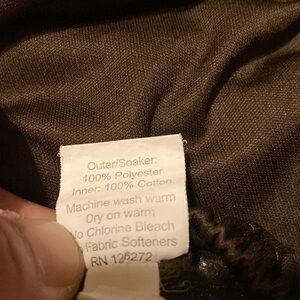 Outer/Soaker:
100% Polyester
Inner: 100% Cotton
Machine wash warm
Dry on warm
No Chlorine Bleach
Fabric Softeners
RN 126272